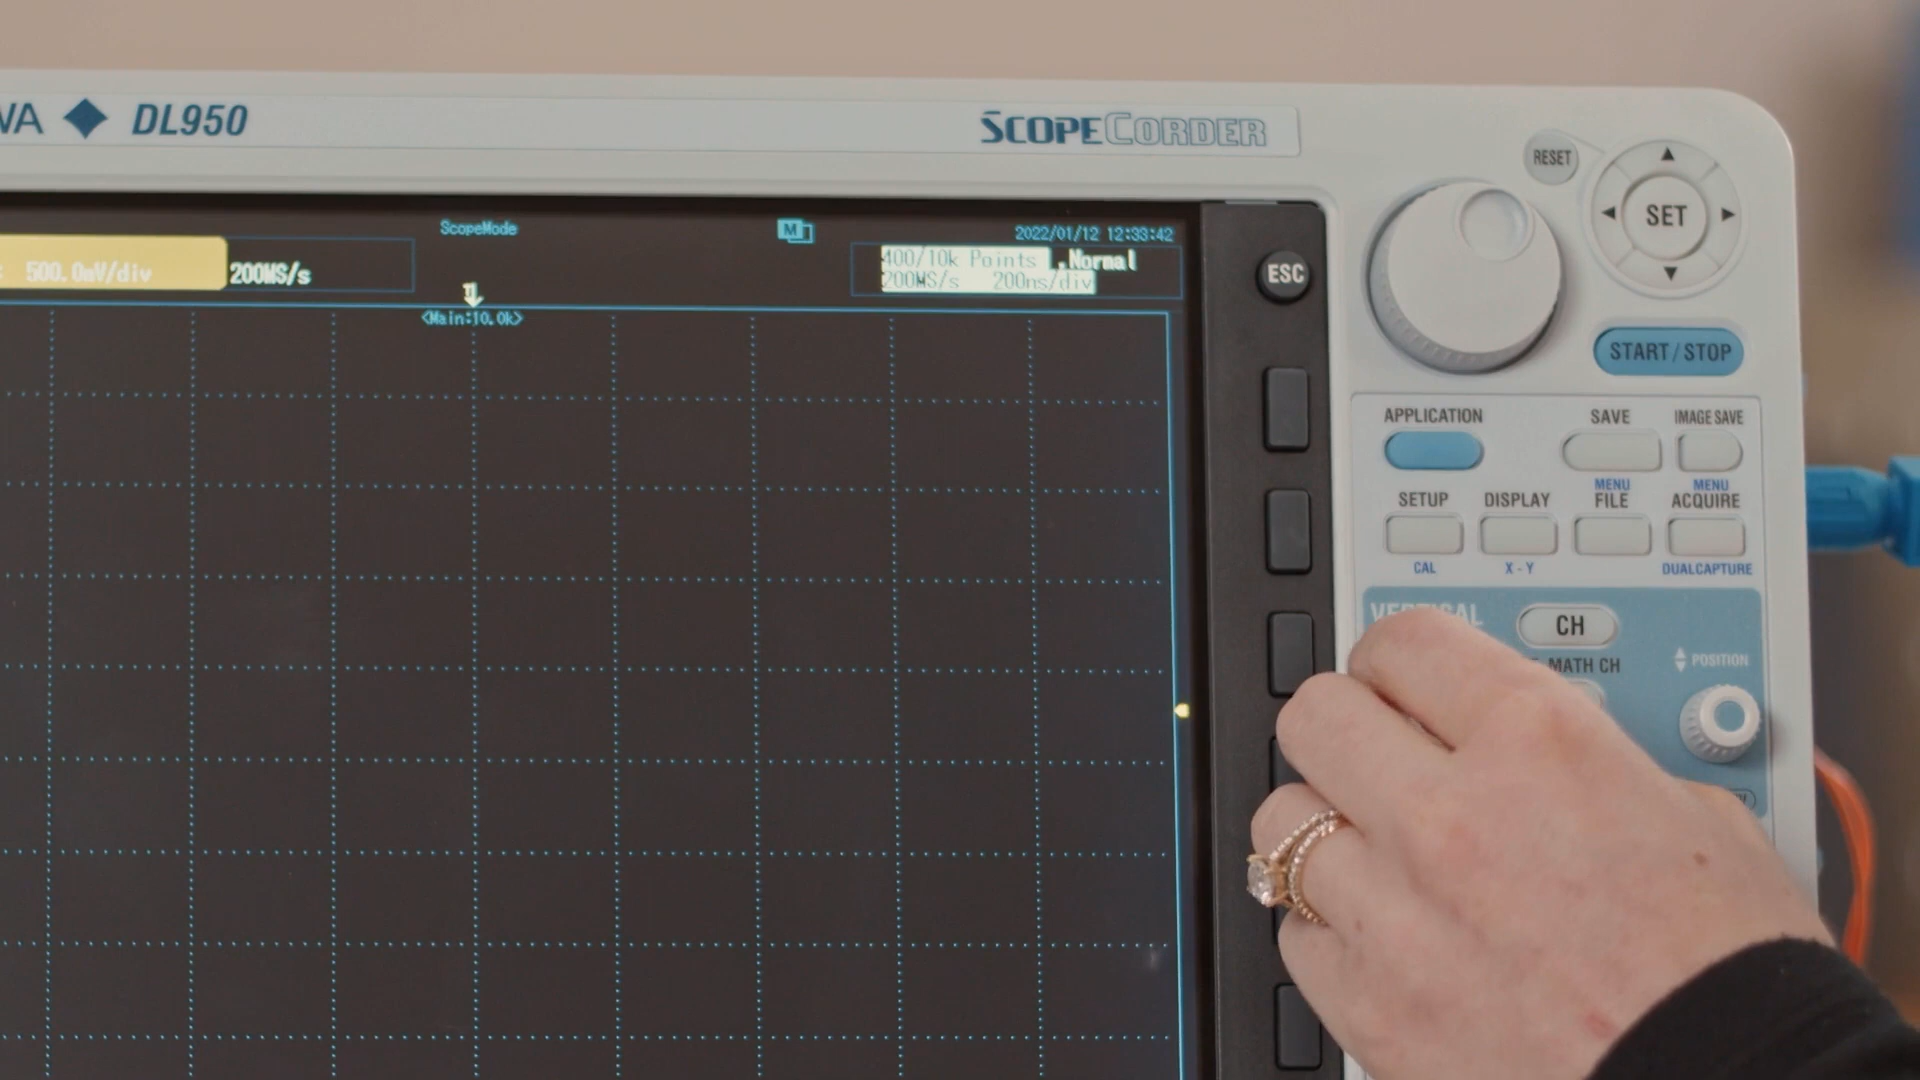 WA ◆ DL950
SCOPECORDER
RESET
SET
ESC
START/STOP
ScopeMode
M
2022/01/12 12:33:42
: 500.0mV/div
200MS/s
400/10k Points
Normal
200MS/s 200ns/div
<Main:10.0k>
APPLICATION
SAVE
IMAGE SAVE
MENU
MENU
SETUP
DISPLAY
FILE
ACQUIRE
CAL
X - Y
DUALCAPTURE
VERTICAL
CH
MATH CH
POSITION